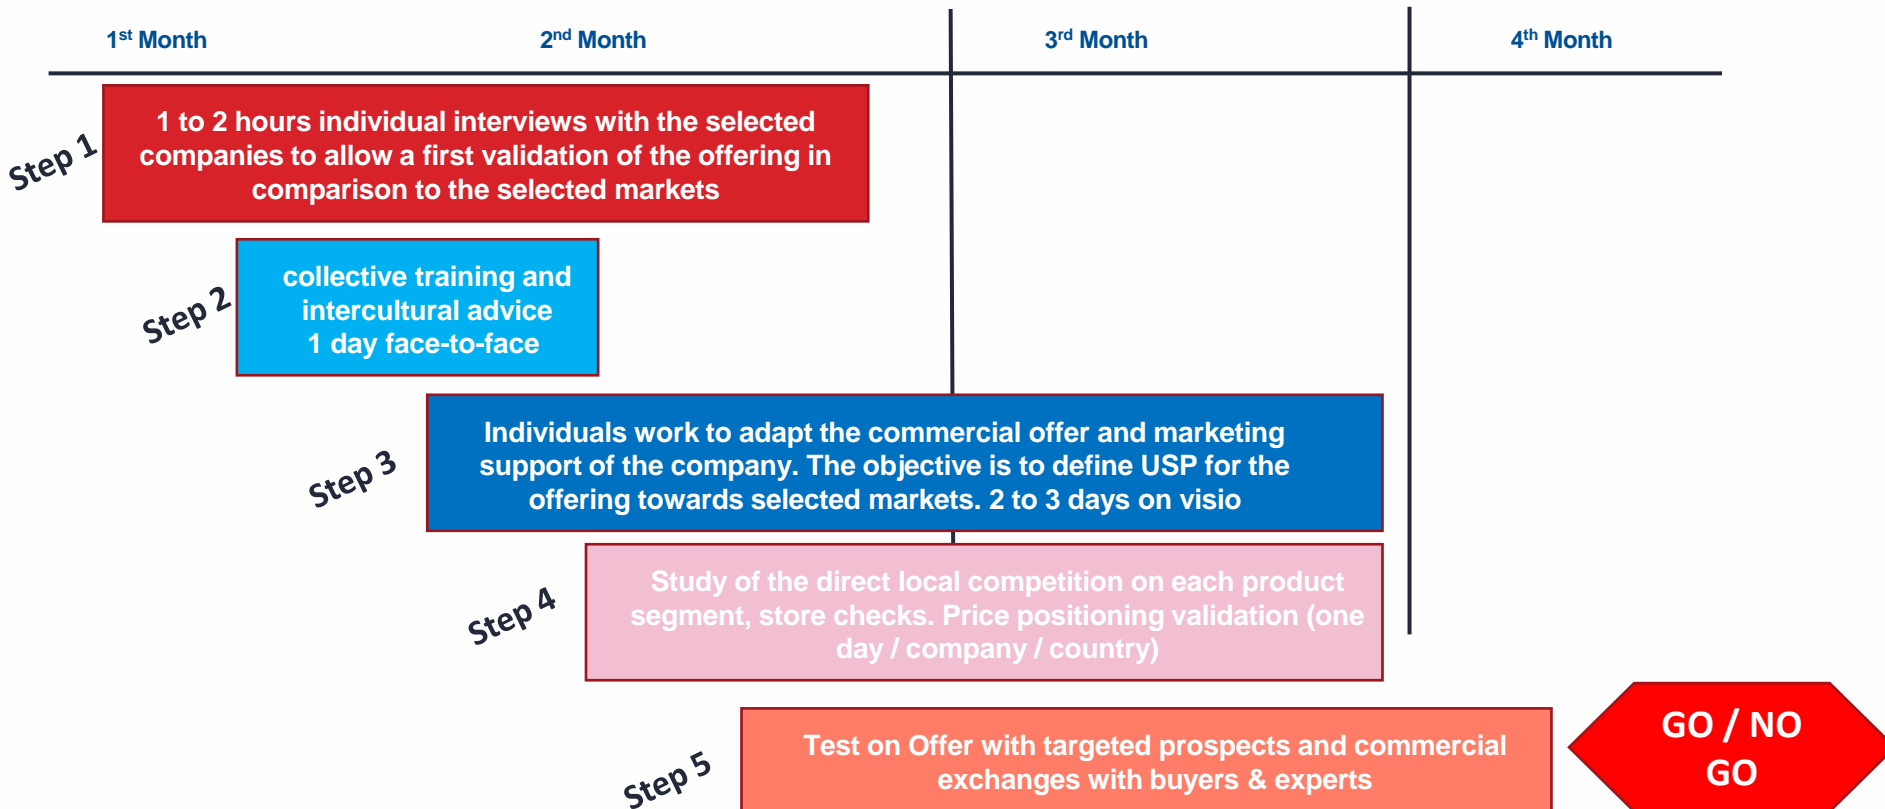 1st Month
2nd Month
3rd Month
4th Month
Step 1
1 to 2 hours individual interviews with the selected
companies to allow a first validation of the offering in
comparison to the selected markets
Step 2
collective training and
intercultural advice
1 day face-to-face
Step 3
Individuals work to adapt the commercial offer and marketing
support of the company. The objective is to define USP for the
offering towards selected markets. 2 to 3 days on visio
Step 4
Study of the direct local competition on each product
segment, store checks. Price positioning validation (one
day / company / country)
Step 5
Test on Offer with targeted prospects and commercial
exchanges with buyers & experts
GO / NO
GO